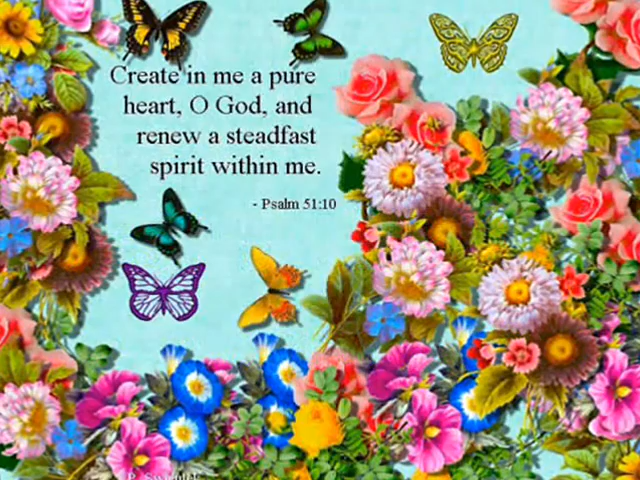 Create in me a pure
heart, O God, and
renew a steadfast
spirit within me.
- Psalm 51:10